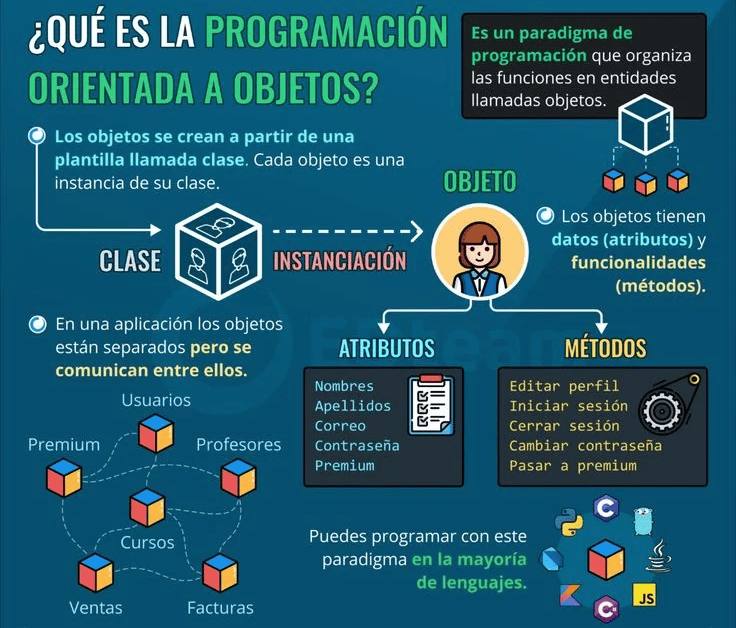 ¿QUÉ ES LA PROGRAMACIÓN
ORIENTADA A OBJETOS?
Es un paradigma de
programación que organiza
las funciones en entidades
llamadas objetos.
Los objetos se crean a partir de una
plantilla llamada clase. Cada objeto es una
instancia de su clase.
OBJETO
CLASE
INSTANCIACIÓN
Los objetos tienen
datos (atributos) y
funcionalidades
(métodos).
En una aplicación los objetos
están separados pero se
comunican entre ellos.
EDteam
ATRIBUTOS
Nombres
Apellidos
Correo
Contraseña
Premium
MÉTODOS
Editar perfil
Iniciar sesión
Cerrar sesión
Cambiar contraseña
Pasar a premium
Usuarios
Premium
Profesores
Cursos
Ventas
Facturas
Puedes programar con este
paradigma en la mayoría
de lenguajes.
C
C#
JS